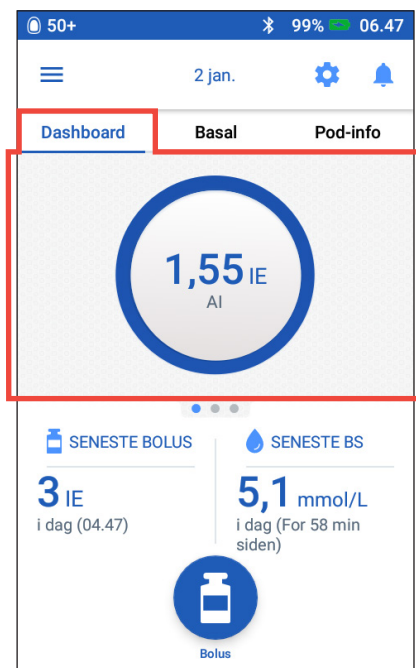 50+ 99% 06.47
2 jan.
Dashboard Basal Pod-info
1,55 IE
AI
SENESTE BOLUS SENESTE BS
3 IE 5,1 mmol/L
i dag (04.47) i dag (For 58 min
siden)
Bolus